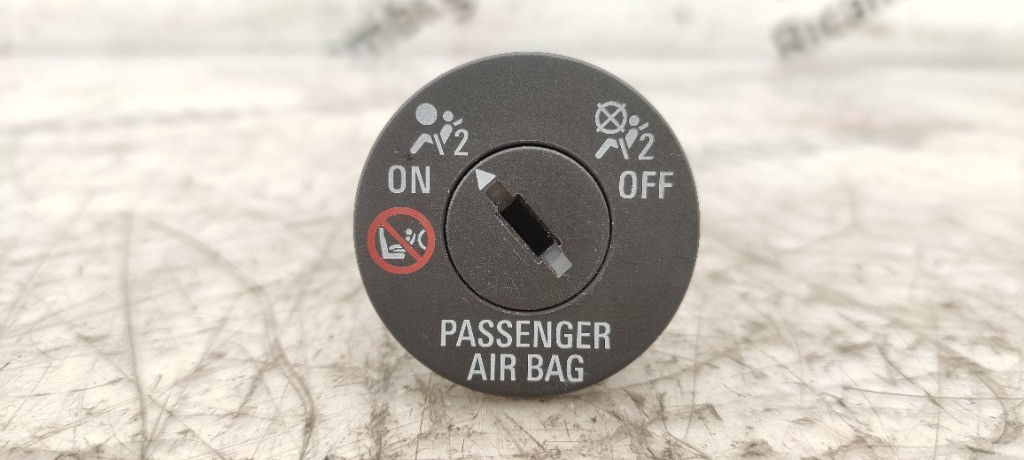 2 2
ON OFF
PASSENGER
AIR BAG